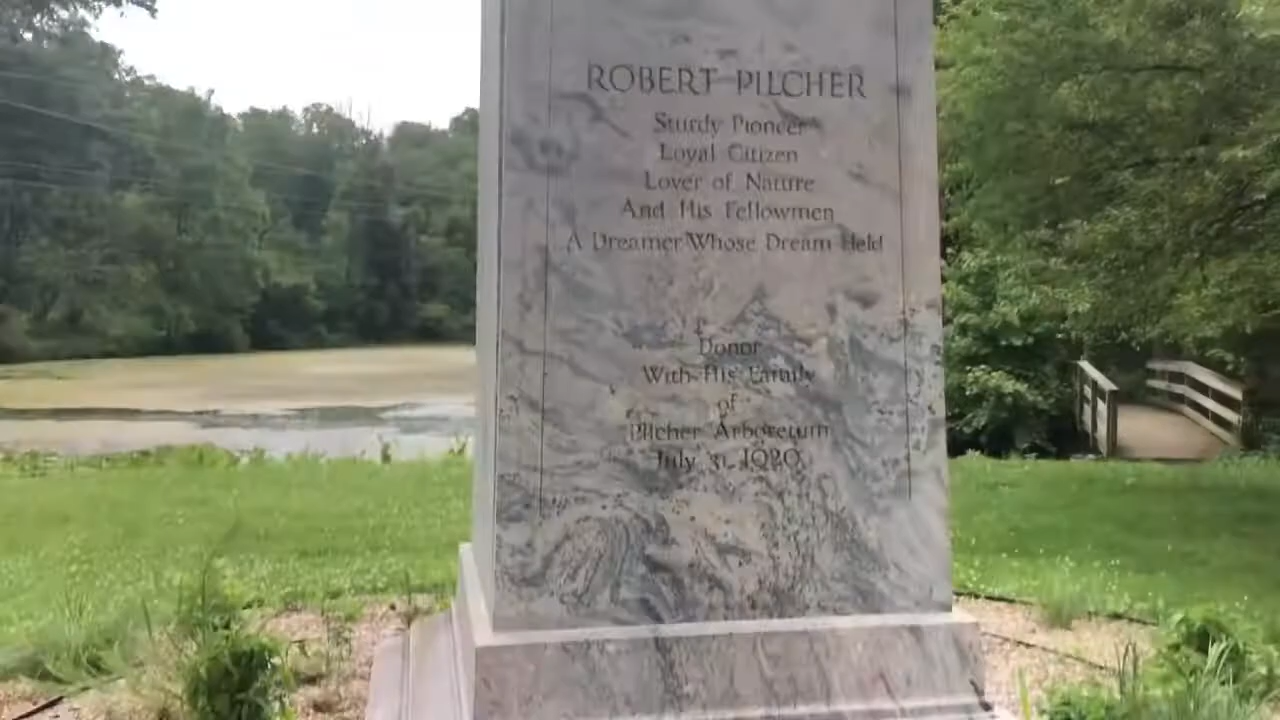 ROBERT PILCHER
Sturdy Pioneer
Loyal Citizen
Lover of Nature
And His Fellowmen
A Dreamer Whose Dream Held
Donor
With His Family
of
Pilcher Arboretum
July 31, 1920